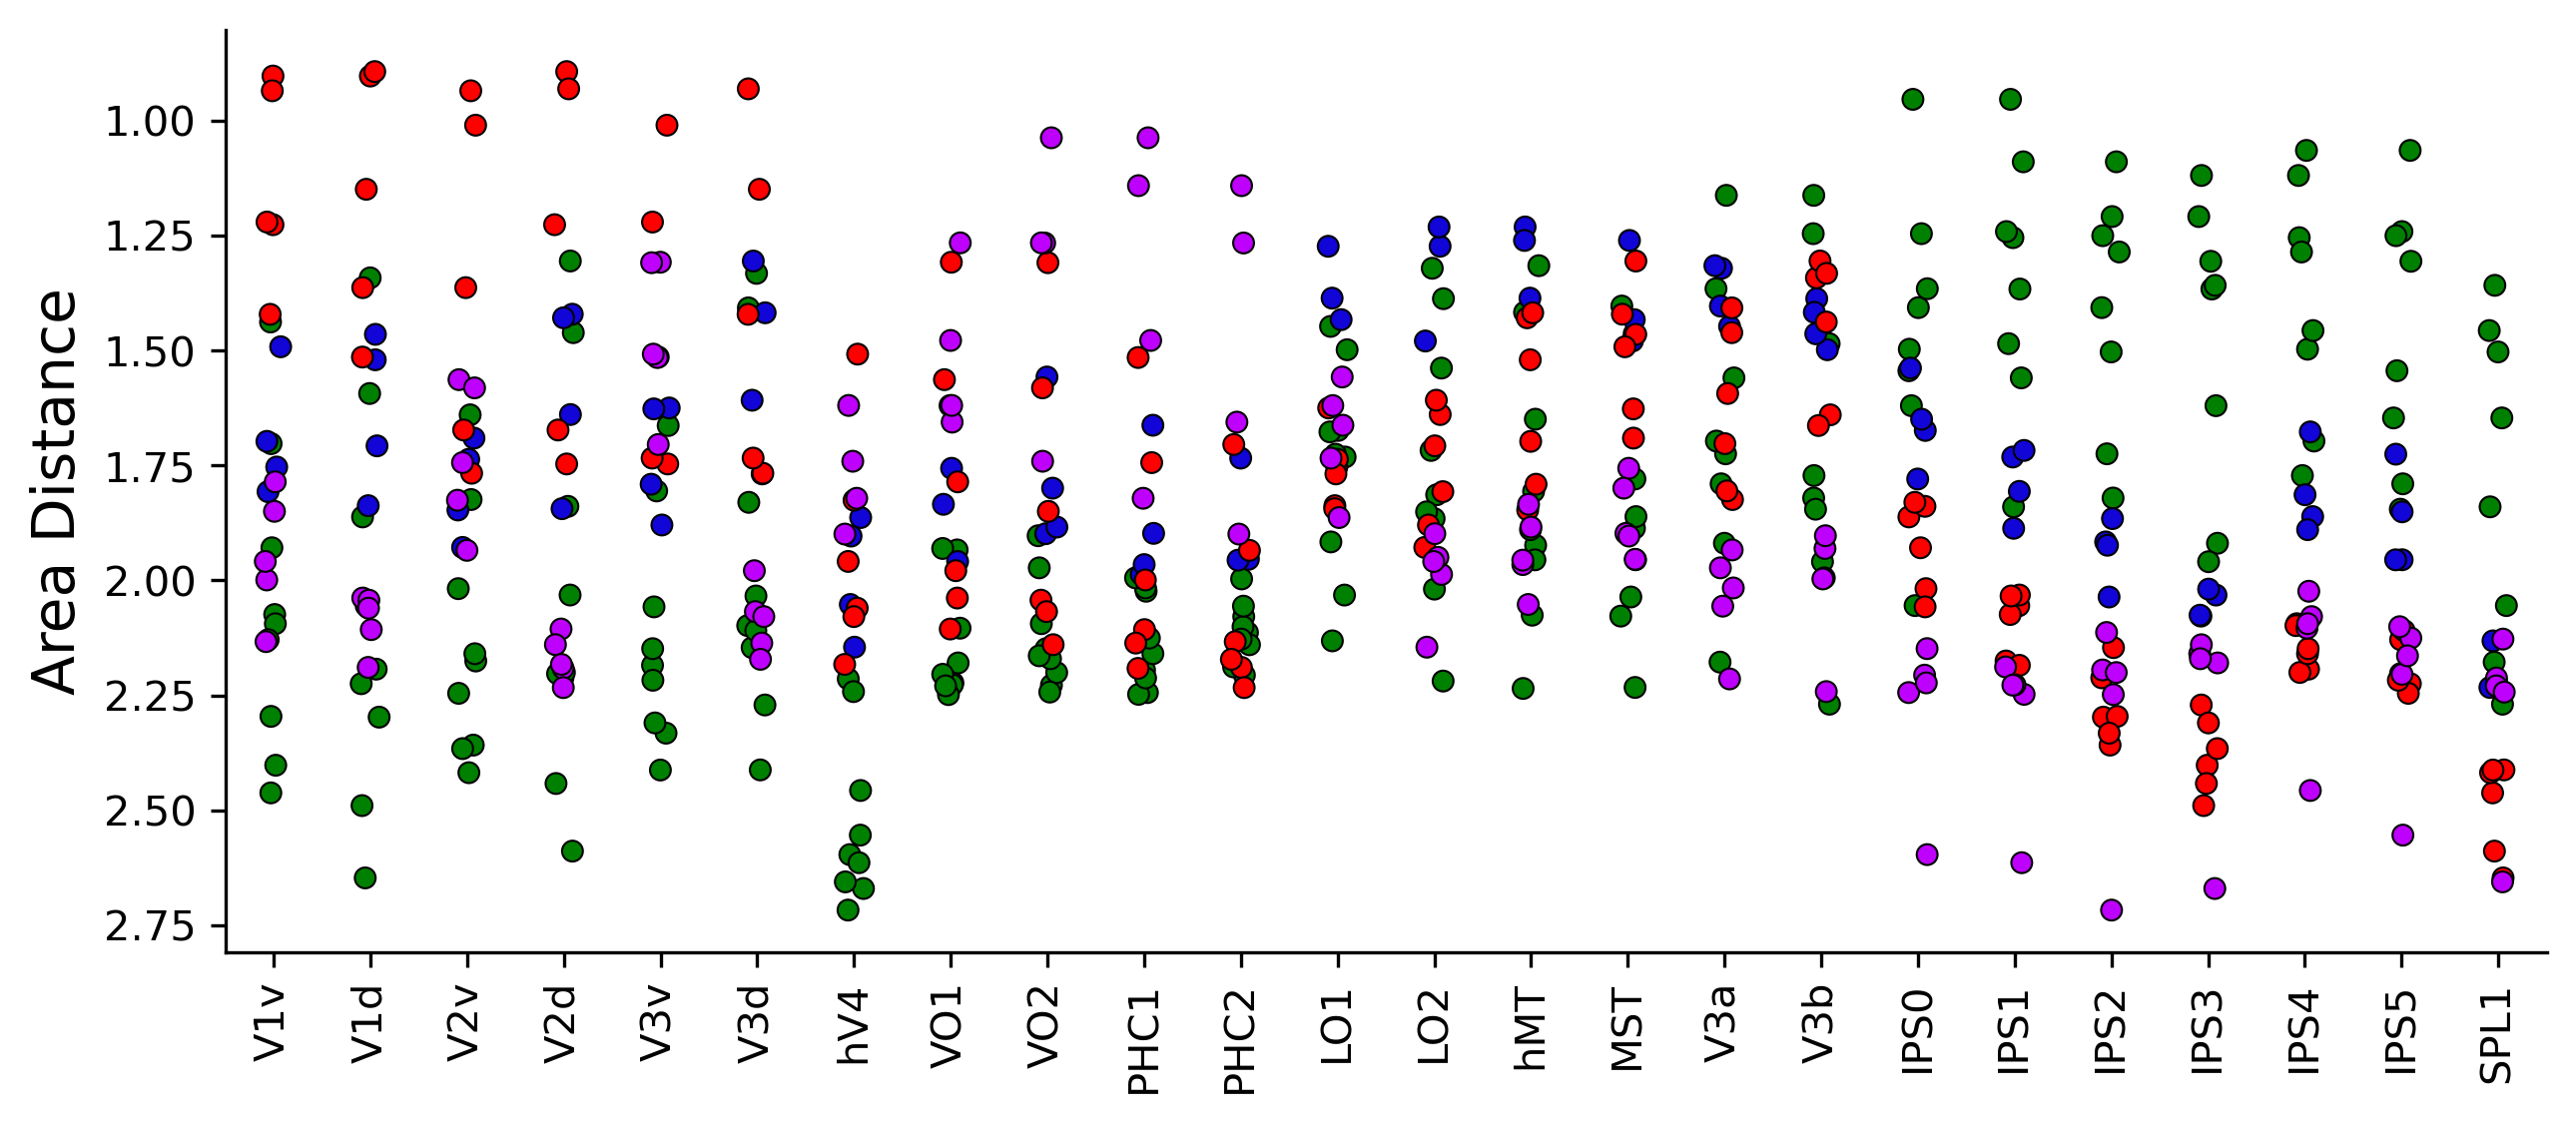 Area Distance
1.00
1.25
1.50
1.75
2.00
2.25
2.50
2.75
V1v
V1d
V2v
V2d
V3v
V3d
hV4
VO1
VO2
PHC1
PHC2
LO1
LO2
hMT
MST
V3a
V3b
IPS0
IPS1
IPS2
IPS3
IPS4
IPS5
SPL1